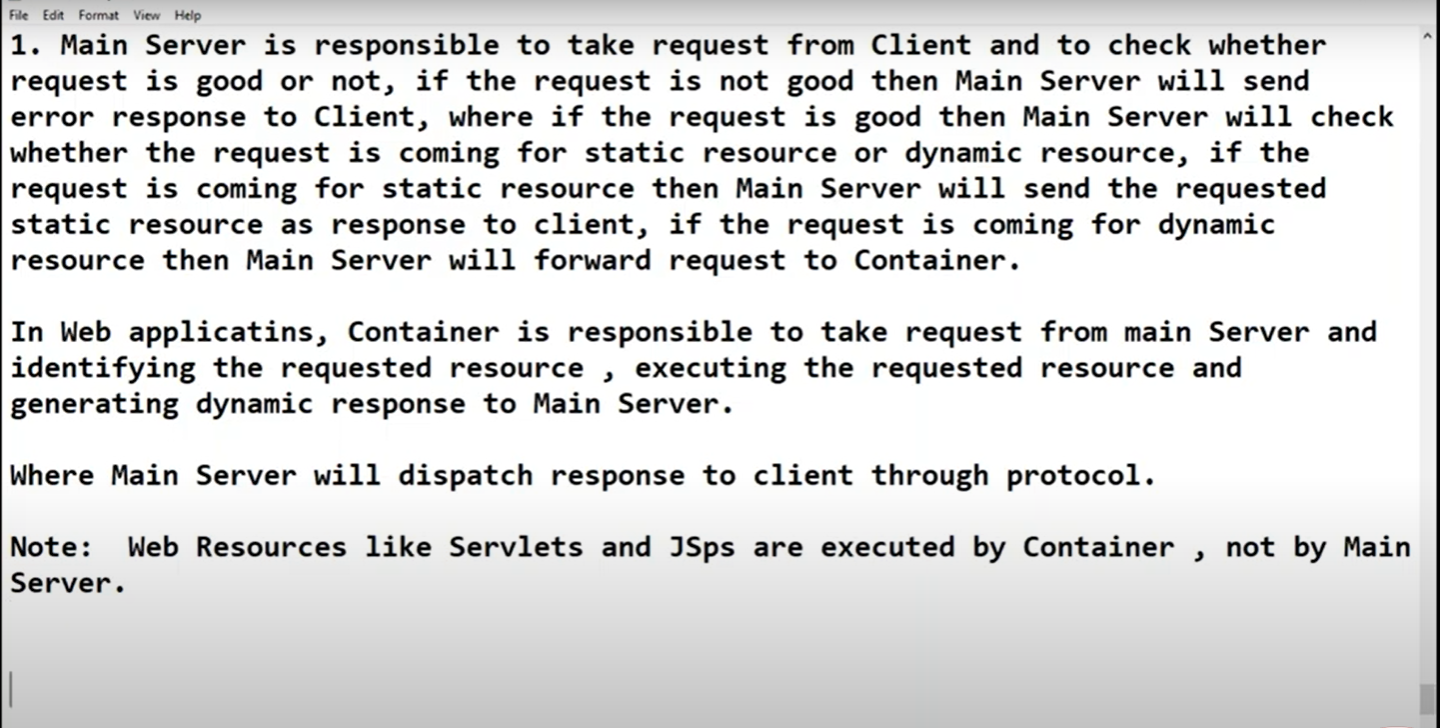 File Edit Format View Help
1. Main Server is responsible to take request from Client and to check whether
request is good or not, if the request is not good then Main Server will send
error response to Client, where if the request is good then Main Server will check
whether the request is coming for static resource or dynamic resource, if the
request is coming for static resource then Main Server will send the requested
static resource as response to client, if the request is coming for dynamic
resource then Main Server will forward request to Container.
In Web applicatins, Container is responsible to take request from main Server and
identifying the requested resource , executing the requested resource and
generating dynamic response to Main Server.
Where Main Server will dispatch response to client through protocol.
Note:  Web Resources like Servlets and JSps are executed by Container , not by Main
Server.